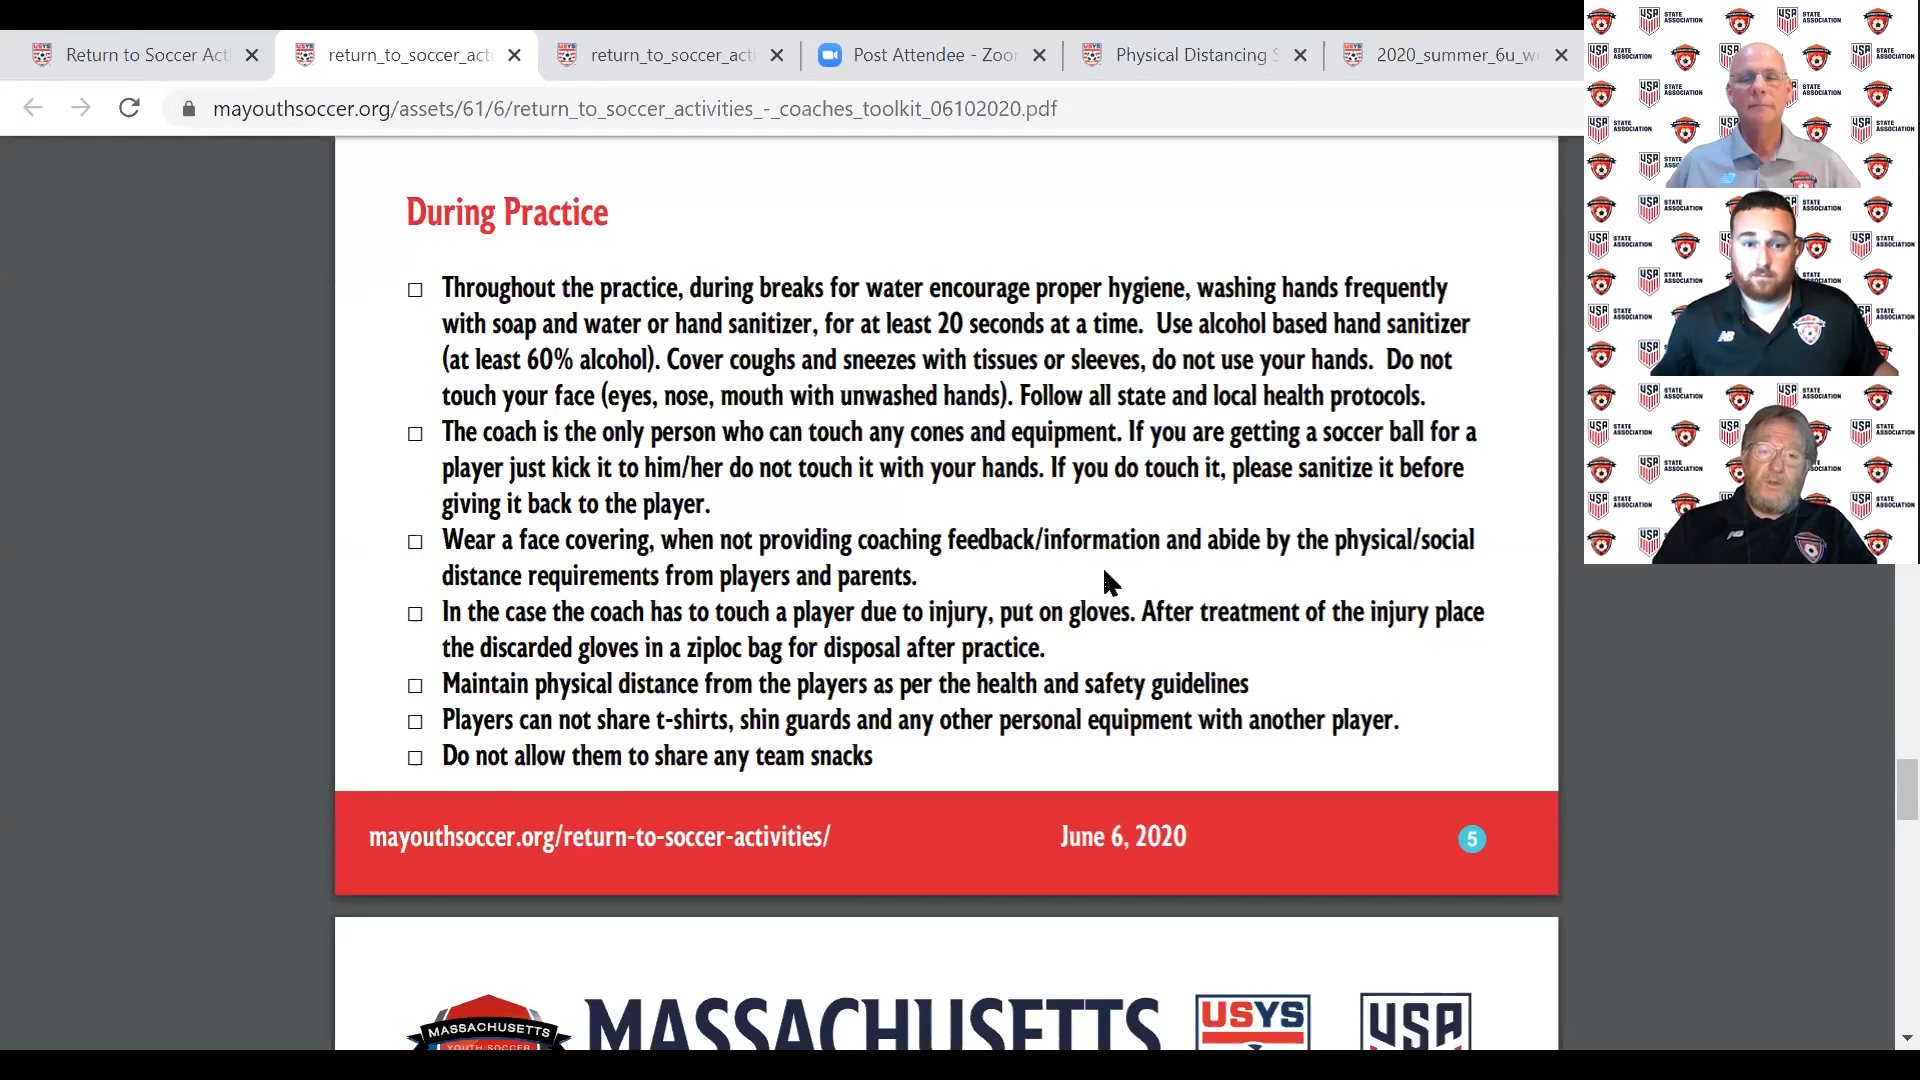 Return to Soccer Act
return_to_soccer_acti
return_to_soccer_acti
Post Attendee - Zoor
Physical Distancing S
2020_summer_6u_w
mayouthsoccer.org/assets/61/6/return_to_soccer_activities_-_coaches_toolkit_06102020.pdf
During Practice
Throughout the practice, during breaks for water encourage proper hygiene, washing hands frequently
with soap and water or hand sanitizer, for at least 20 seconds at a time. Use alcohol based hand sanitizer
(at least 60% alcohol). Cover coughs and sneezes with tissues or sleeves, do not use your hands. Do not
touch your face (eyes, nose, mouth with unwashed hands). Follow all state and local health protocols.
The coach is the only person who can touch any cones and equipment. If you are getting a soccer ball for a
player just kick it to him/her do not touch it with your hands. If you do touch it, please sanitize it before
giving it back to the player.
Wear a face covering, when not providing coaching feedback/information and abide by the physical/social
distance requirements from players and parents.
In the case the coach has to touch a player due to injury, put on gloves. After treatment of the injury place
the discarded gloves in a ziploc bag for disposal after practice.
Maintain physical distance from the players as per the health and safety guidelines
Players can not share t-shirts, shin guards and any other personal equipment with another player.
Do not allow them to share any team snacks
mayouthsoccer.org/return-to-soccer-activities/ June 6, 2020 5
MASSACHUSETTS
YOUTH SOCCER
MASSACHUSETTS
USYS
USA
USA STATE ASSOCIATION